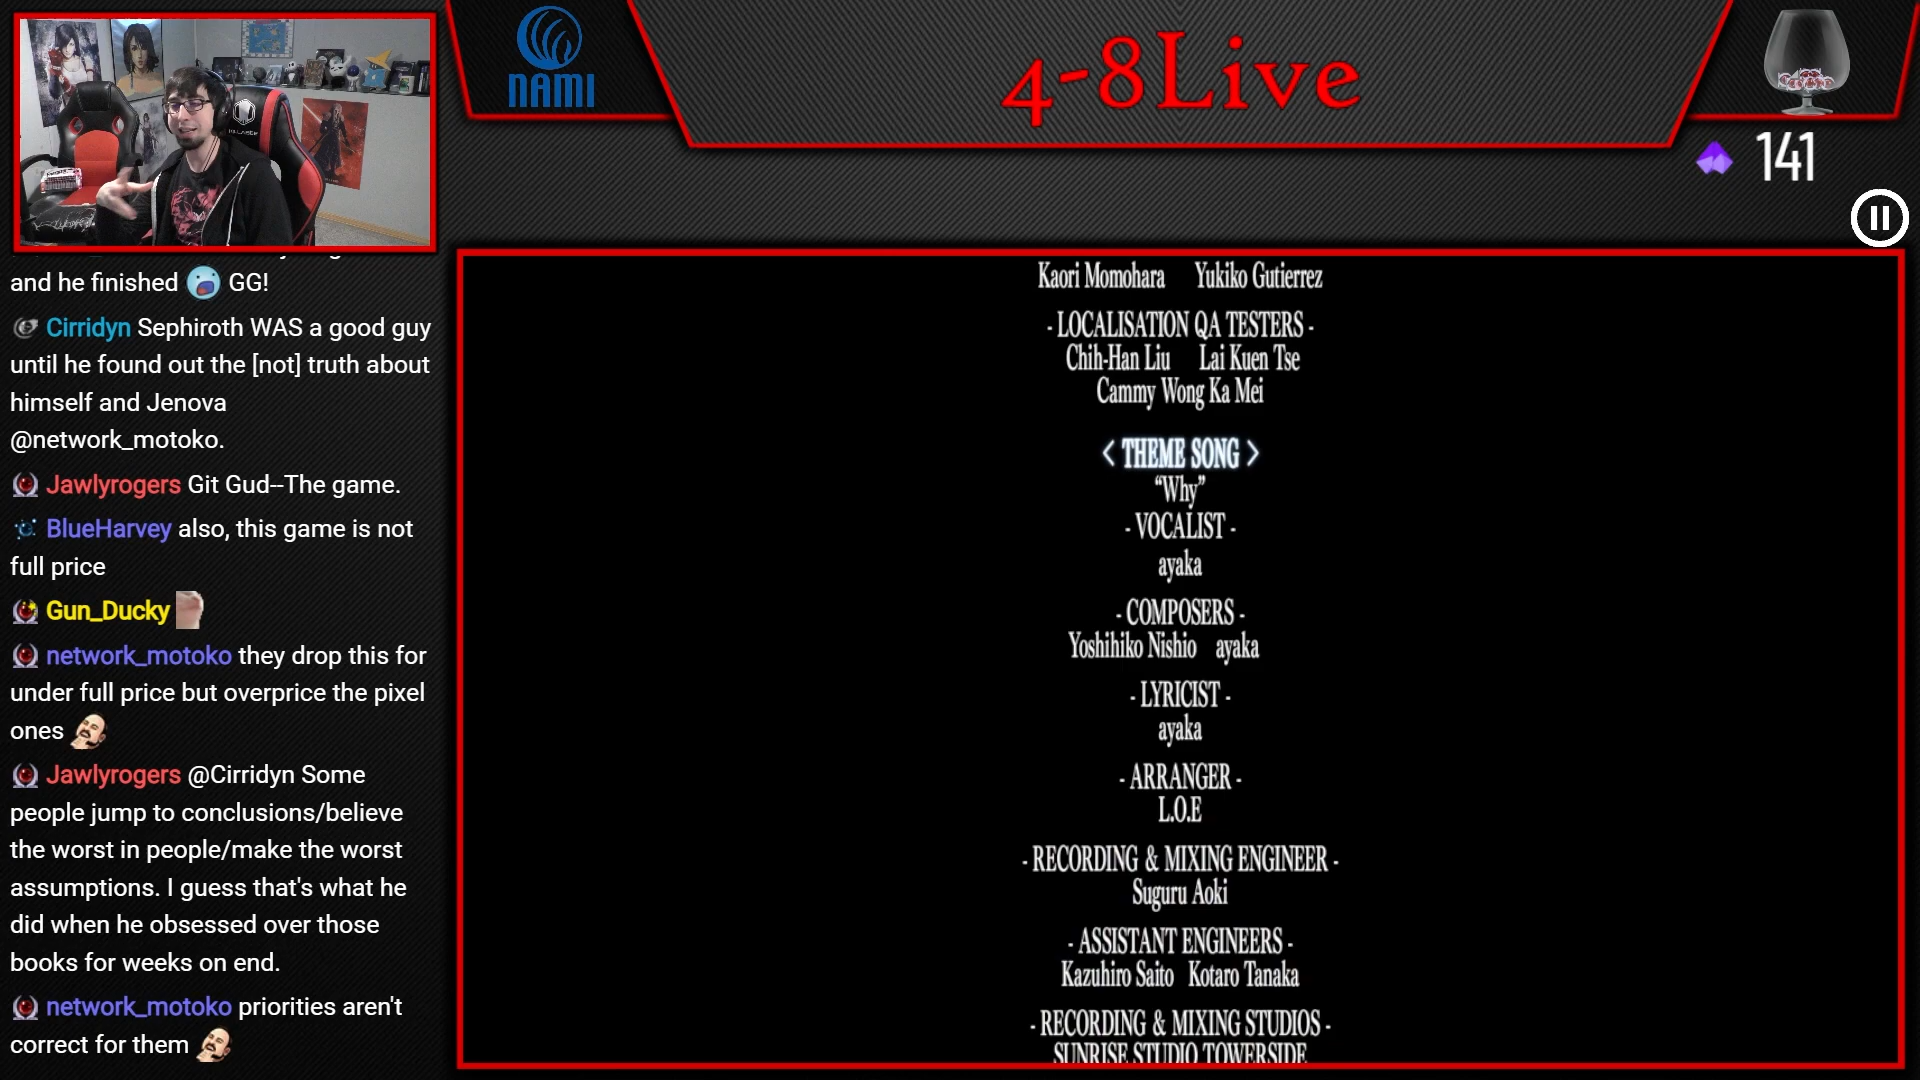 NAMI
4-8Live
141
and he finished GG!
Cirridyn Sephiroth WAS a good guy
until he found out the [not] truth about
himself and Jenova
@network_motoko.
Jawlyrogers Git Gud--The game.
BlueHarvey also, this game is not
full price
Gun_Ducky
network_motoko they drop this for
under full price but overprice the pixel
ones
Jawlyrogers @Cirridyn Some
people jump to conclusions/believe
the worst in people/make the worst
assumptions. I guess that's what he
did when he obsessed over those
books for weeks on end.
network_motoko priorities aren't
correct for them
Kaori Momohara Yukiko Gutierrez
- LOCALISATION QA TESTERS -
Chih-Han Liu Lai Kuen Tse
Cammy Wong Ka Mei
< THEME SONG >
“Why”
- VOCALIST -
ayaka
- COMPOSERS -
Yoshihiko Nishio ayaka
- LYRICIST -
ayaka
- ARRANGER -
L.O.E
- RECORDING & MIXING ENGINEER -
Suguru Aoki
- ASSISTANT ENGINEERS -
Kazuhiro Saito Kotaro Tanaka
- RECORDING & MIXING STUDIOS -
SUNRISE STUDIO TOWERSIDE